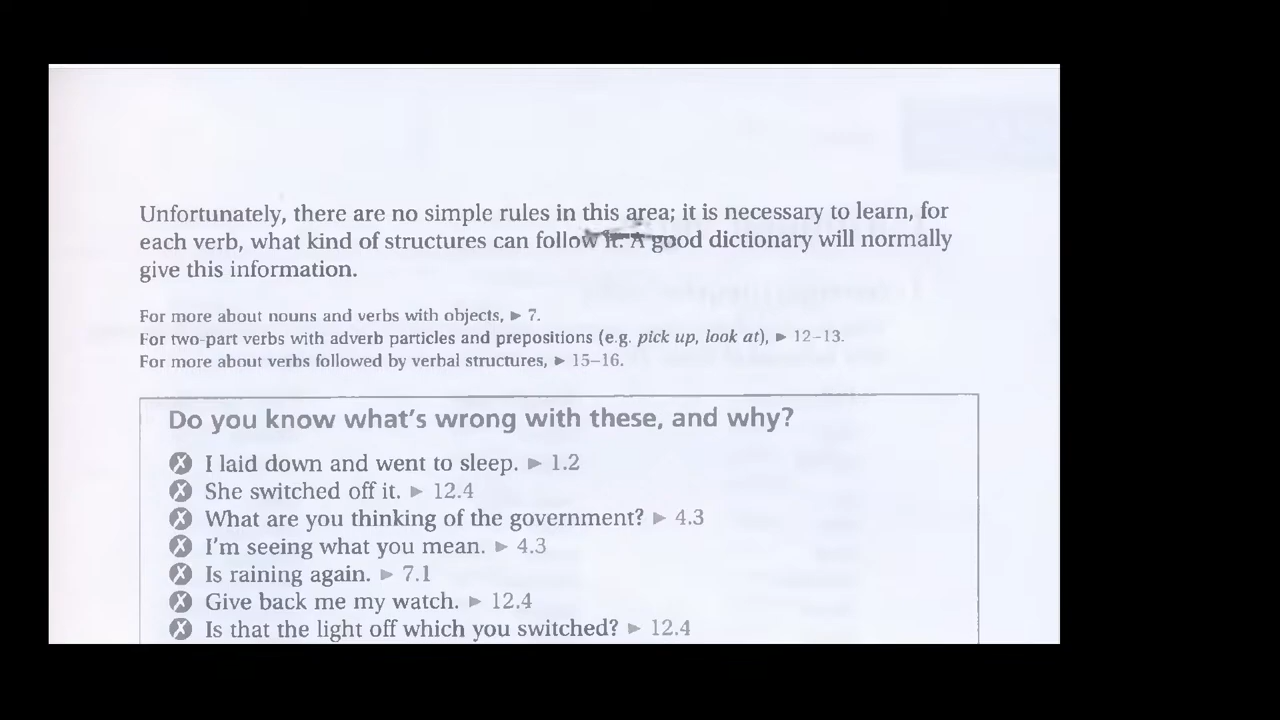 Unfortunately, there are no simple rules in this area; it is necessary to learn, for
each verb, what kind of structures can follow it. A good dictionary will normally
give this information.
For more about nouns and verbs with objects, ► 7.
For two-part verbs with adverb particles and prepositions (e.g. pick up, look at), ► 12–13.
For more about verbs followed by verbal structures, ► 15–16.
Do you know what's wrong with these, and why?
✗ I laid down and went to sleep. ► 1.2
✗ She switched off it. ► 12.4
✗ What are you thinking of the government? ► 4.3
✗ I'm seeing what you mean. ► 4.3
✗ Is raining again. ► 7.1
✗ Give back me my watch. ► 12.4
✗ Is that the light off which you switched? ► 12.4